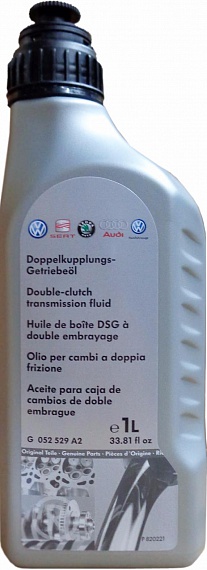 SEAT
Audi
Doppelkupplungs-
Getriebeöl
Double-clutch
transmission fluid
Huile de boîte DSG à
double embrayage
Olio per cambi a doppia
frizione
Aceite para caja de
cambios de doble
embrague
e 1L
33.81 fl oz
G 052 529 A2
Original Teile · Genuine Parts · Pièces d'Origine